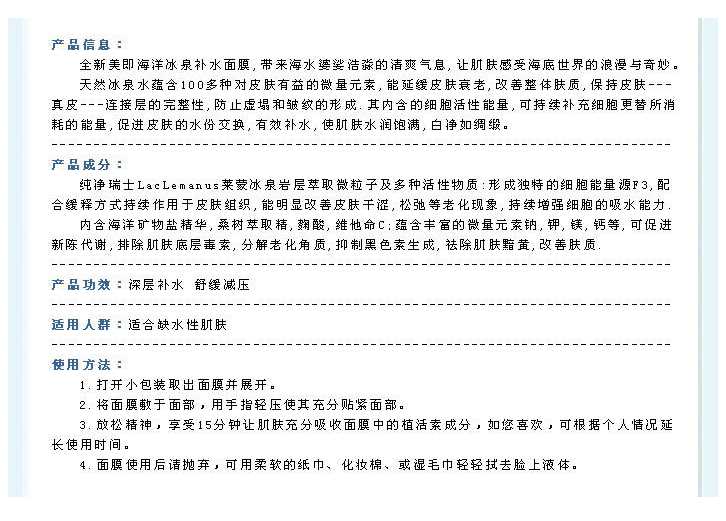 产品信息：
全新美即海洋冰泉补水面膜,带来海水婆娑浩淼的清爽气息,让肌肤感受海底世界的浪漫与奇妙。
天然冰泉水蕴含100多种对皮肤有益的微量元素,能延缓皮肤衰老,改善整体肤质,保持皮肤---
真皮---连接层的完整性,防止虚塌和皱纹的形成.其内含的细胞活性能量,可持续补充细胞更替所消
耗的能量,促进皮肤的水份交换,有效补水,使肌肤水润饱满,白净如绸缎。
产品成分：
纯净瑞士LacLemanus莱蒙冰泉岩层萃取微粒子及多种活性物质:形成独特的细胞能量源F3,配
合缓释方式持续作用于皮肤组织,能明显改善皮肤干涩,松弛等老化现象,持续增强细胞的吸水能力.
内含海洋矿物盐精华,桑树萃取精,麴酸,维他命C;蕴含丰富的微量元素钠,钾,镁,钙等,可促进
新陈代谢,排除肌肤底层毒素,分解老化角质,抑制黑色素生成,祛除肌肤黯黄,改善肤质.
产品功效：深层补水 舒缓减压
适用人群：适合缺水性肌肤
使用方法：
1.打开小包装取出面膜并展开。
2.将面膜敷于面部，用手指轻压使其充分贴紧面部。
3.放松精神，享受15分钟让肌肤充分吸收面膜中的植活素成分，如您喜欢，可根据个人情况延
长使用时间。
4.面膜使用后请抛弃，可用柔软的纸巾、化妆棉、或湿毛巾轻轻拭去脸上液体。